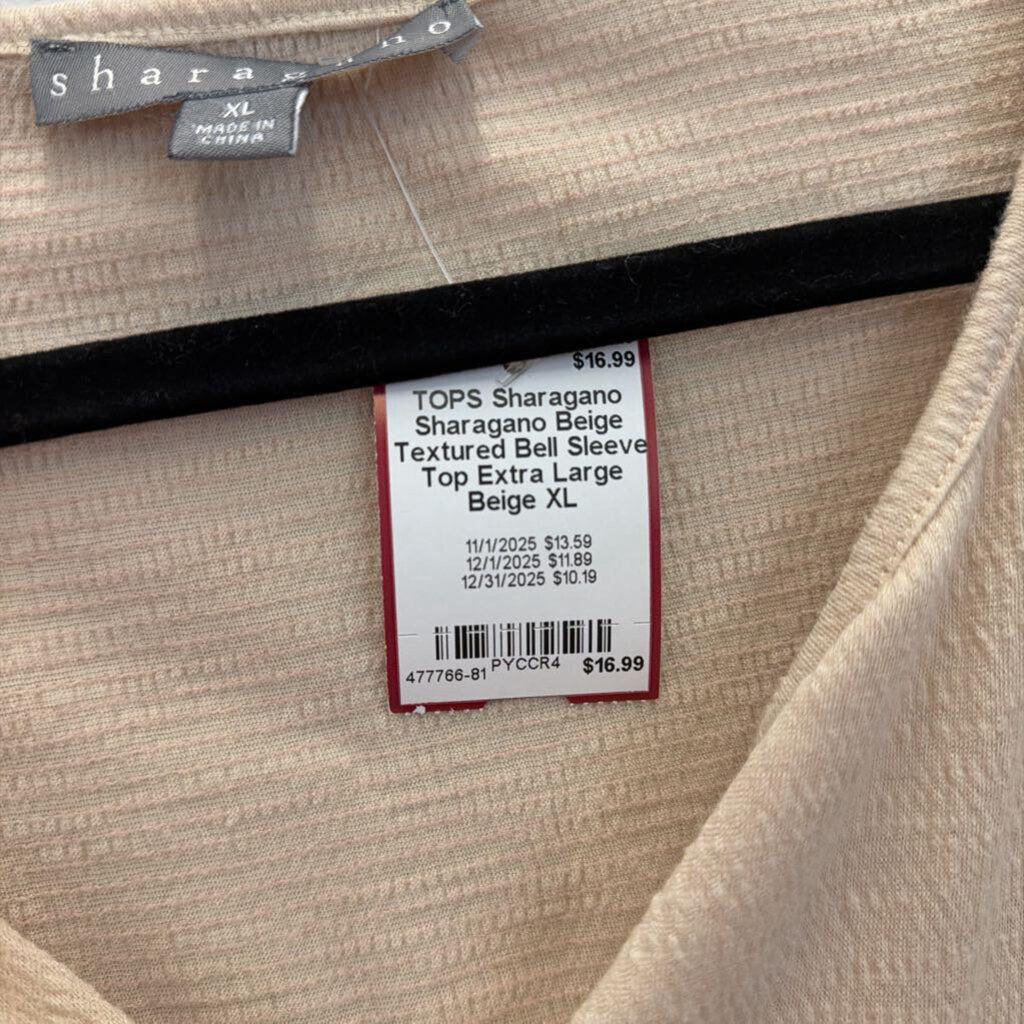 sharagano
XL
MADE IN
CHINA
$16.99
TOPS Sharagano
Sharagano Beige
Textured Bell Sleeve
Top Extra Large
Beige XL
11/1/2025 $13.59
12/1/2025 $11.89
12/31/2025 $10.19
477766-81 PYCCR4 $16.99